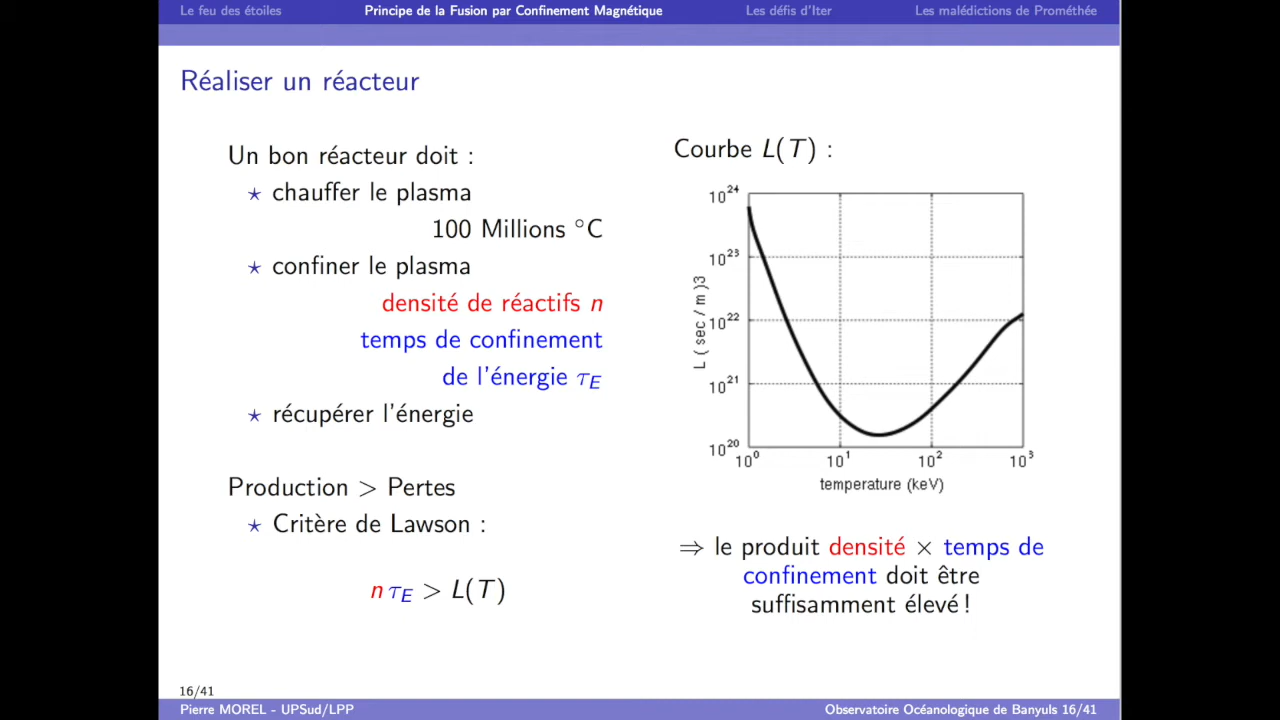 Le feu des étoiles
Principe de la Fusion par Confinement Magnétique
Les défis d'Iter
Les malédictions de Prométhée
Réaliser un réacteur
Un bon réacteur doit :
⋆ chauffer le plasma
100 Millions °C
⋆ confiner le plasma
densité de réactifs n
temps de confinement
de l'énergie τE
⋆ récupérer l'énergie
Production > Pertes
⋆ Critère de Lawson :
n τE > L(T)
Courbe L(T) :
10^24
10^23
10^22
10^21
10^20
L ( sec / m )3
10^0 10^1 10^2 10^3
temperature (keV)
⇒ le produit densité × temps de
confinement doit être
suffisamment élevé !
16/41
Pierre MOREL - UPSud/LPP
Observatoire Océanologique de Banyuls 16/41